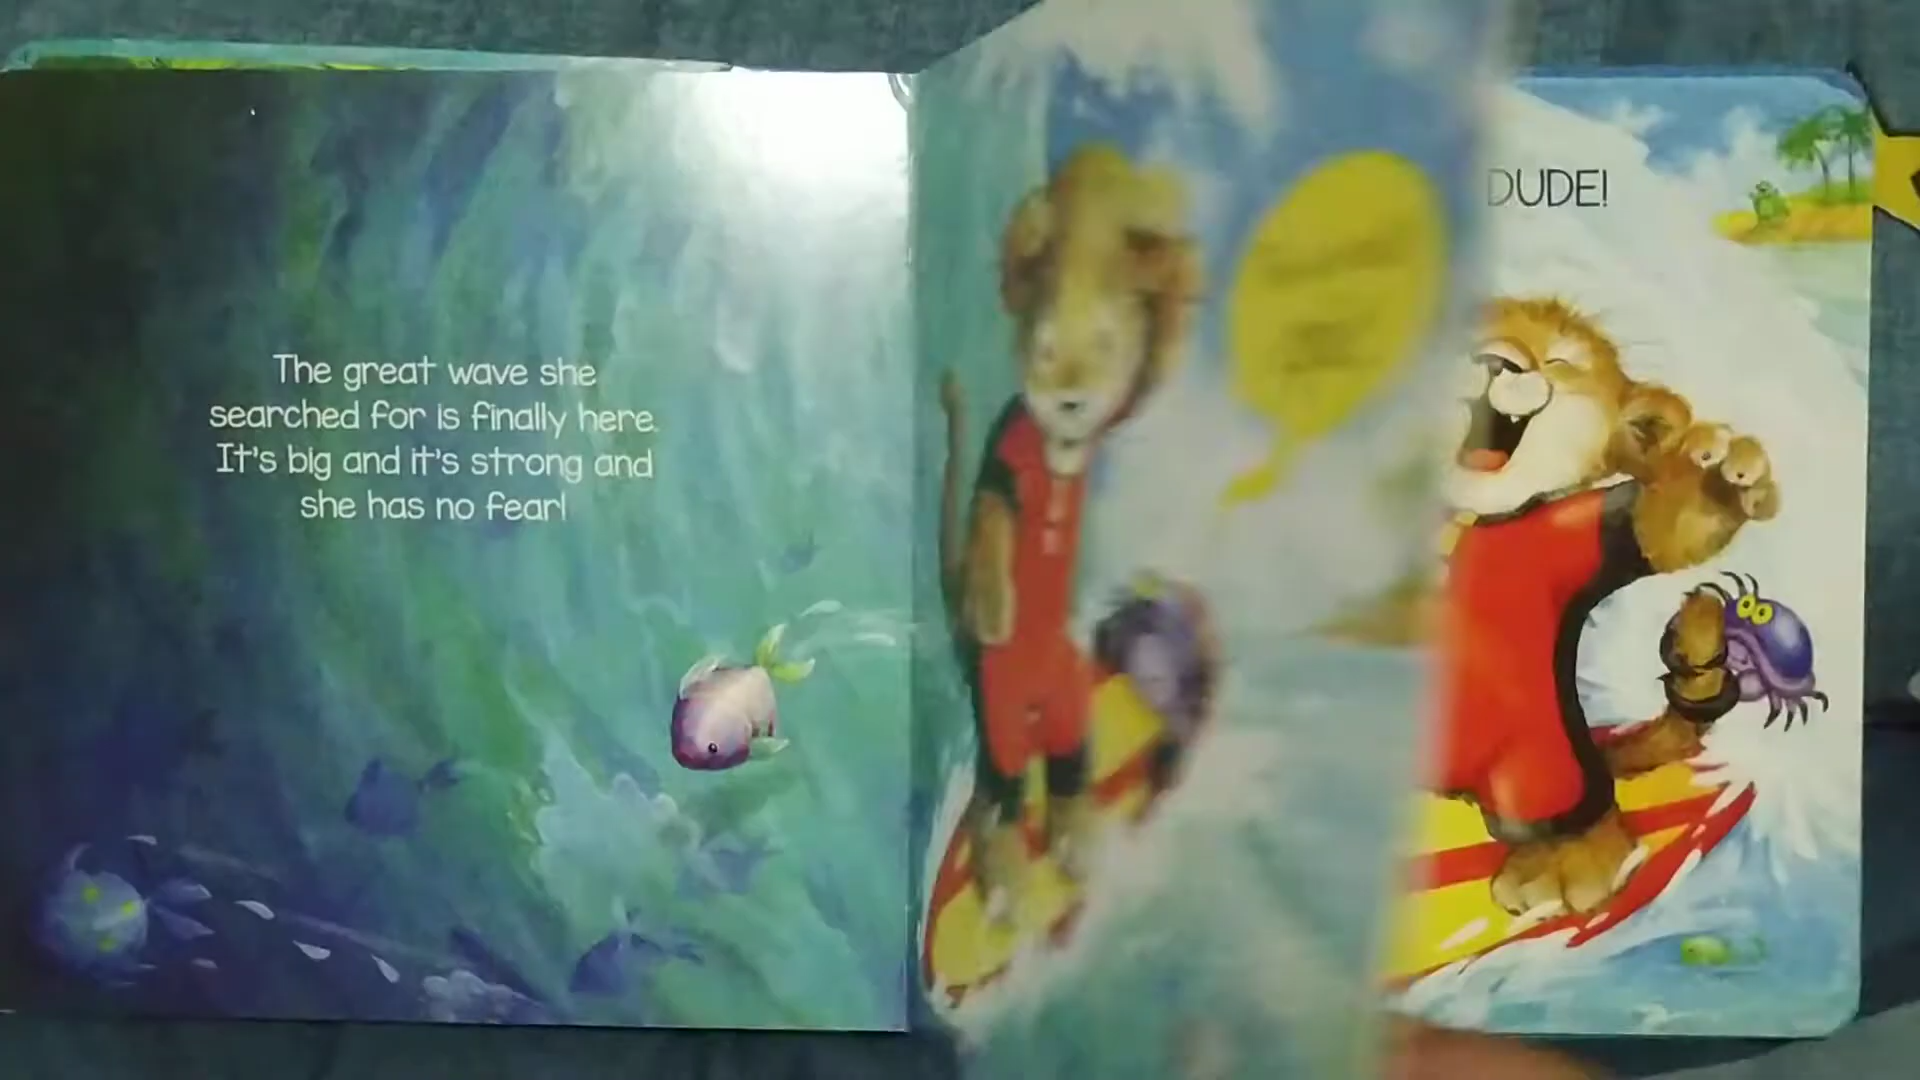 The great wave she
searched for is finally here.
It's big and it's strong and
she has no fear!
DUDE!